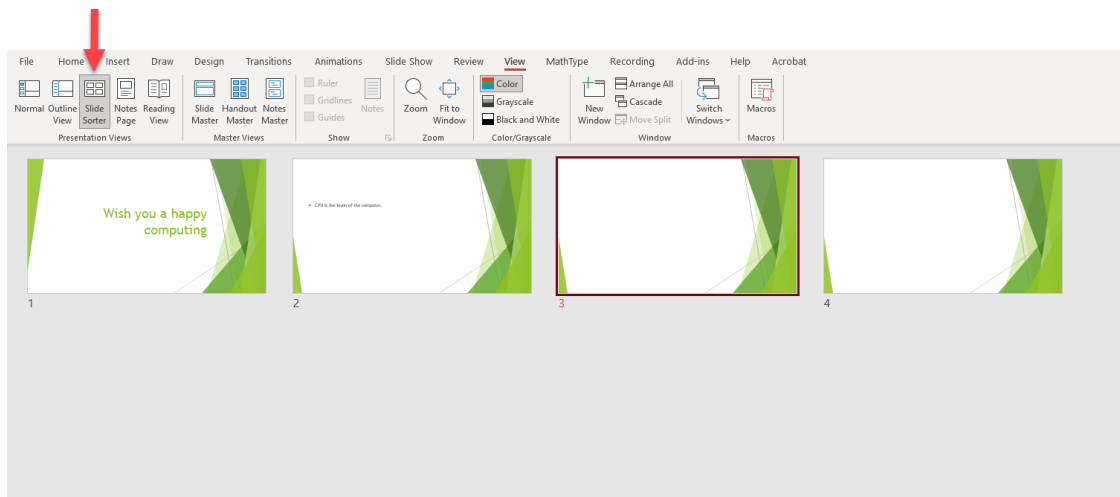 File Home Insert Draw Design Transitions Animations Slide Show Review View MathType Recording Add-ins Help Acrobat
Normal Outline View Slide Sorter Notes Page Reading View
Presentation Views
Slide Master Handout Master Notes Master
Master Views
Ruler
Gridlines
Guides
Notes
Show
Zoom Fit to Window
Zoom
Color
Grayscale
Black and White
Color/Grayscale
New Window
Arrange All
Cascade
Move Split
Switch Windows
Window
Macros
Macros
Wish you a happy
computing
1
CPU is the brain of the computer.
2
3
4